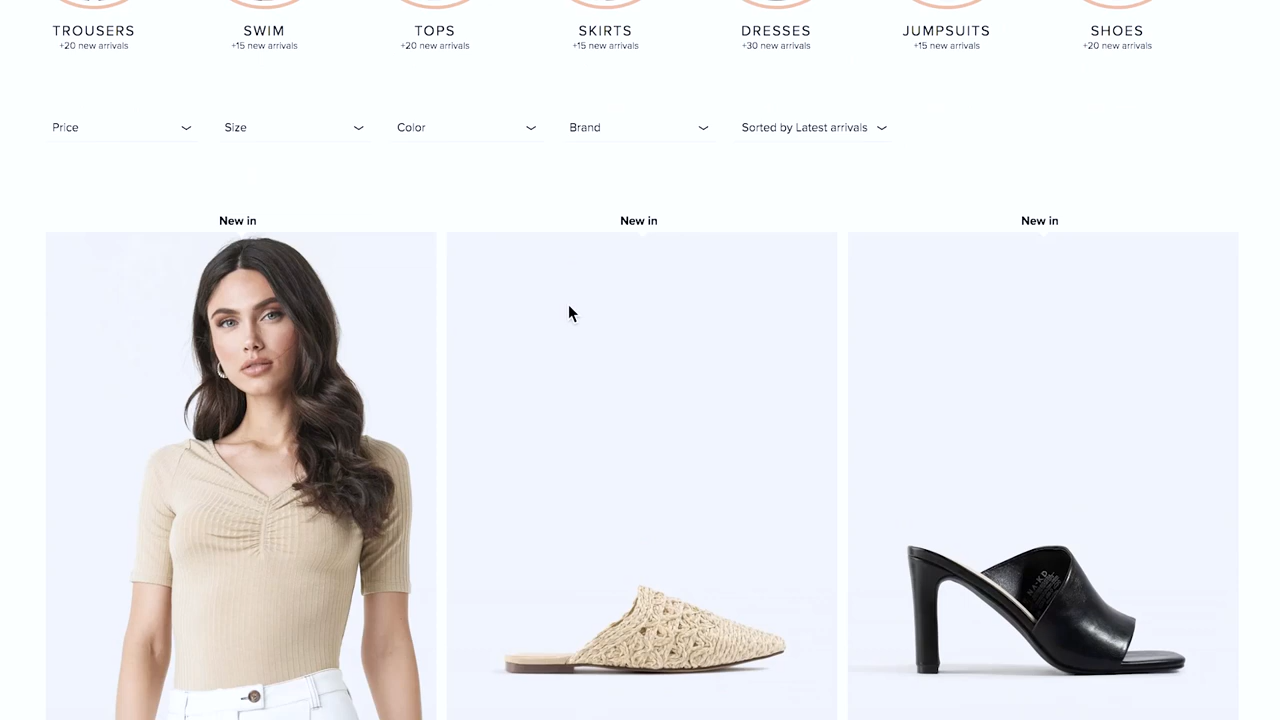 TROUSERS
+20 new arrivals
SWIM
+15 new arrivals
TOPS
+20 new arrivals
SKIRTS
+15 new arrivals
DRESSES
+30 new arrivals
JUMPSUITS
+15 new arrivals
SHOES
+20 new arrivals
Price
Size
Color
Brand
Sorted by Latest arrivals
New in
New in
New in
NA-KD